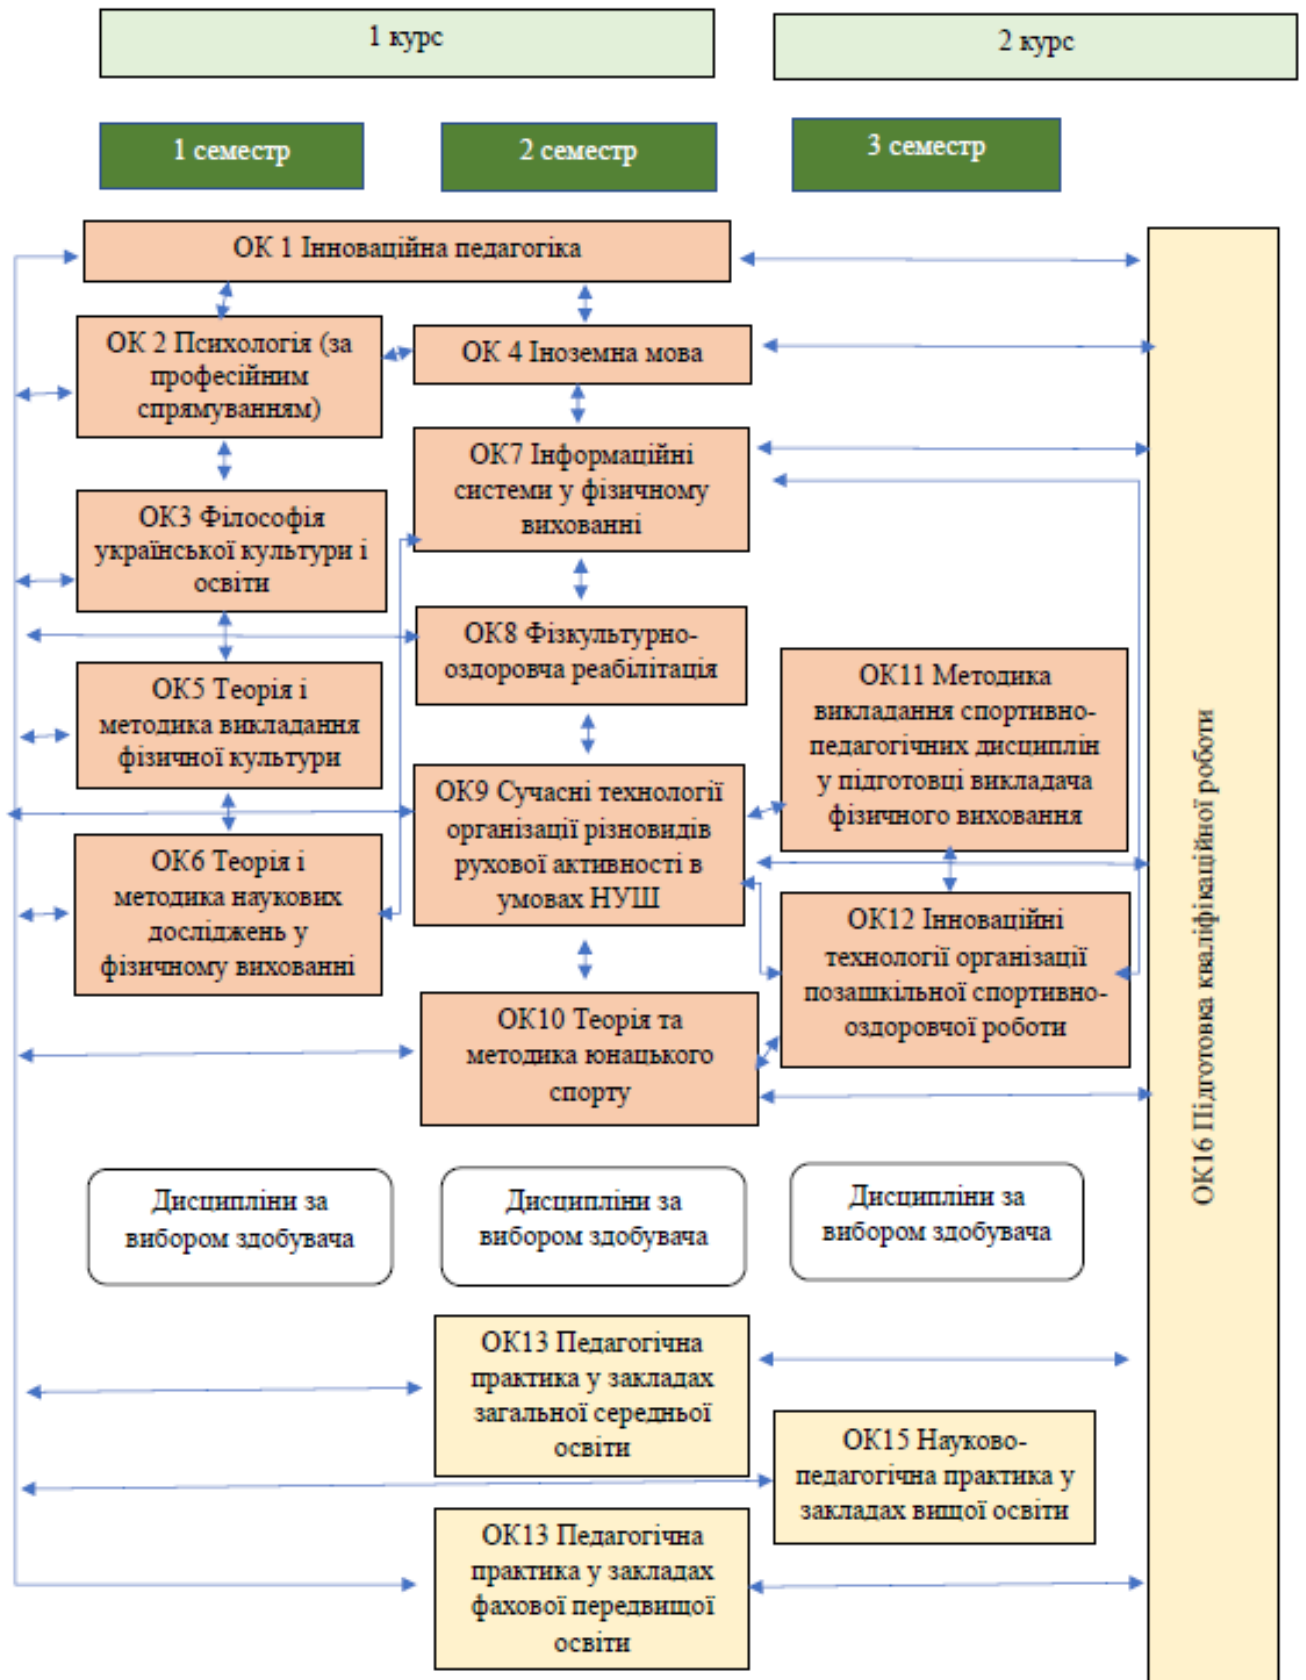 1 курс
2 курс
1 семестр
2 семестр
3 семестр
ОК 1 Інноваційна педагогіка
ОК 2 Психологія (за
професійним
спрямуванням)
ОК 4 Іноземна мова
ОК7 Інформаційні
системи у фізичному
вихованні
ОК3 Філософія
української культури і
освіти
ОК8 Фізкультурно-
оздоровча реабілітація
ОК5 Теорія і
методика викладання
фізичної культури
ОК11 Методика
викладання спортивно-
педагогічних дисциплін
у підготовці викладача
фізичного виховання
ОК9 Сучасні технології
організації різновидів
рухової активності в
умовах НУШ
ОК6 Теорія і
методика наукових
досліджень у
фізичному вихованні
ОК12 Інноваційні
технології організації
позашкільної спортивно-
оздоровчої роботи
ОК10 Теорія та
методика юнацького
спорту
ОК16 Підготовка кваліфікаційної роботи
Дисципліни за
вибором здобувача
Дисципліни за
вибором здобувача
Дисципліни за
вибором здобувача
ОК13 Педагогічна
практика у закладах
загальної середньої
освіти
ОК15 Науково-
педагогічна практика у
закладах вищої освіти
ОК13 Педагогічна
практика у закладах
фахової передвищої
освіти